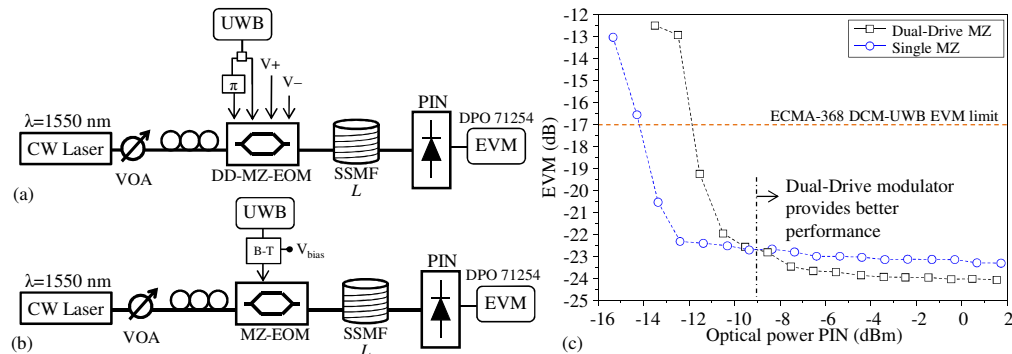 (a)
UWB
π
V+
V−
λ=1550 nm
CW Laser
VOA
DD-MZ-EOM
SSMF
L
PIN
DPO 71254
EVM
(b)
UWB
B-T
Vbias
λ=1550 nm
CW Laser
VOA
MZ-EOM
SSMF
L
PIN
DPO 71254
EVM
(c)
EVM (dB)
-12
-13
-14
-15
-16
-17
-18
-19
-20
-21
-22
-23
-24
-25
Dual-Drive MZ
Single MZ
ECMA-368 DCM-UWB EVM limit
Dual-Drive modulator
provides better
performance
-16 -14 -12 -10 -8 -6 -4 -2 0 2
Optical power PIN (dBm)